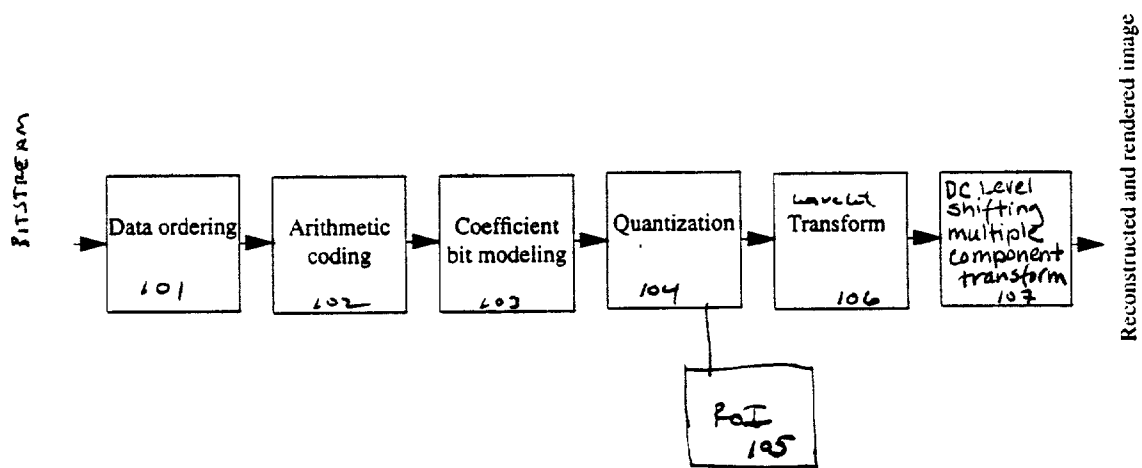 BITSTREAM
Data ordering
101
Arithmetic
coding
102
Coefficient
bit modeling
103
Quantization
104
RoI
105
Wavelet
Transform
106
DC Level
shifting
multiple
component
transform
107
Reconstructed and rendered image